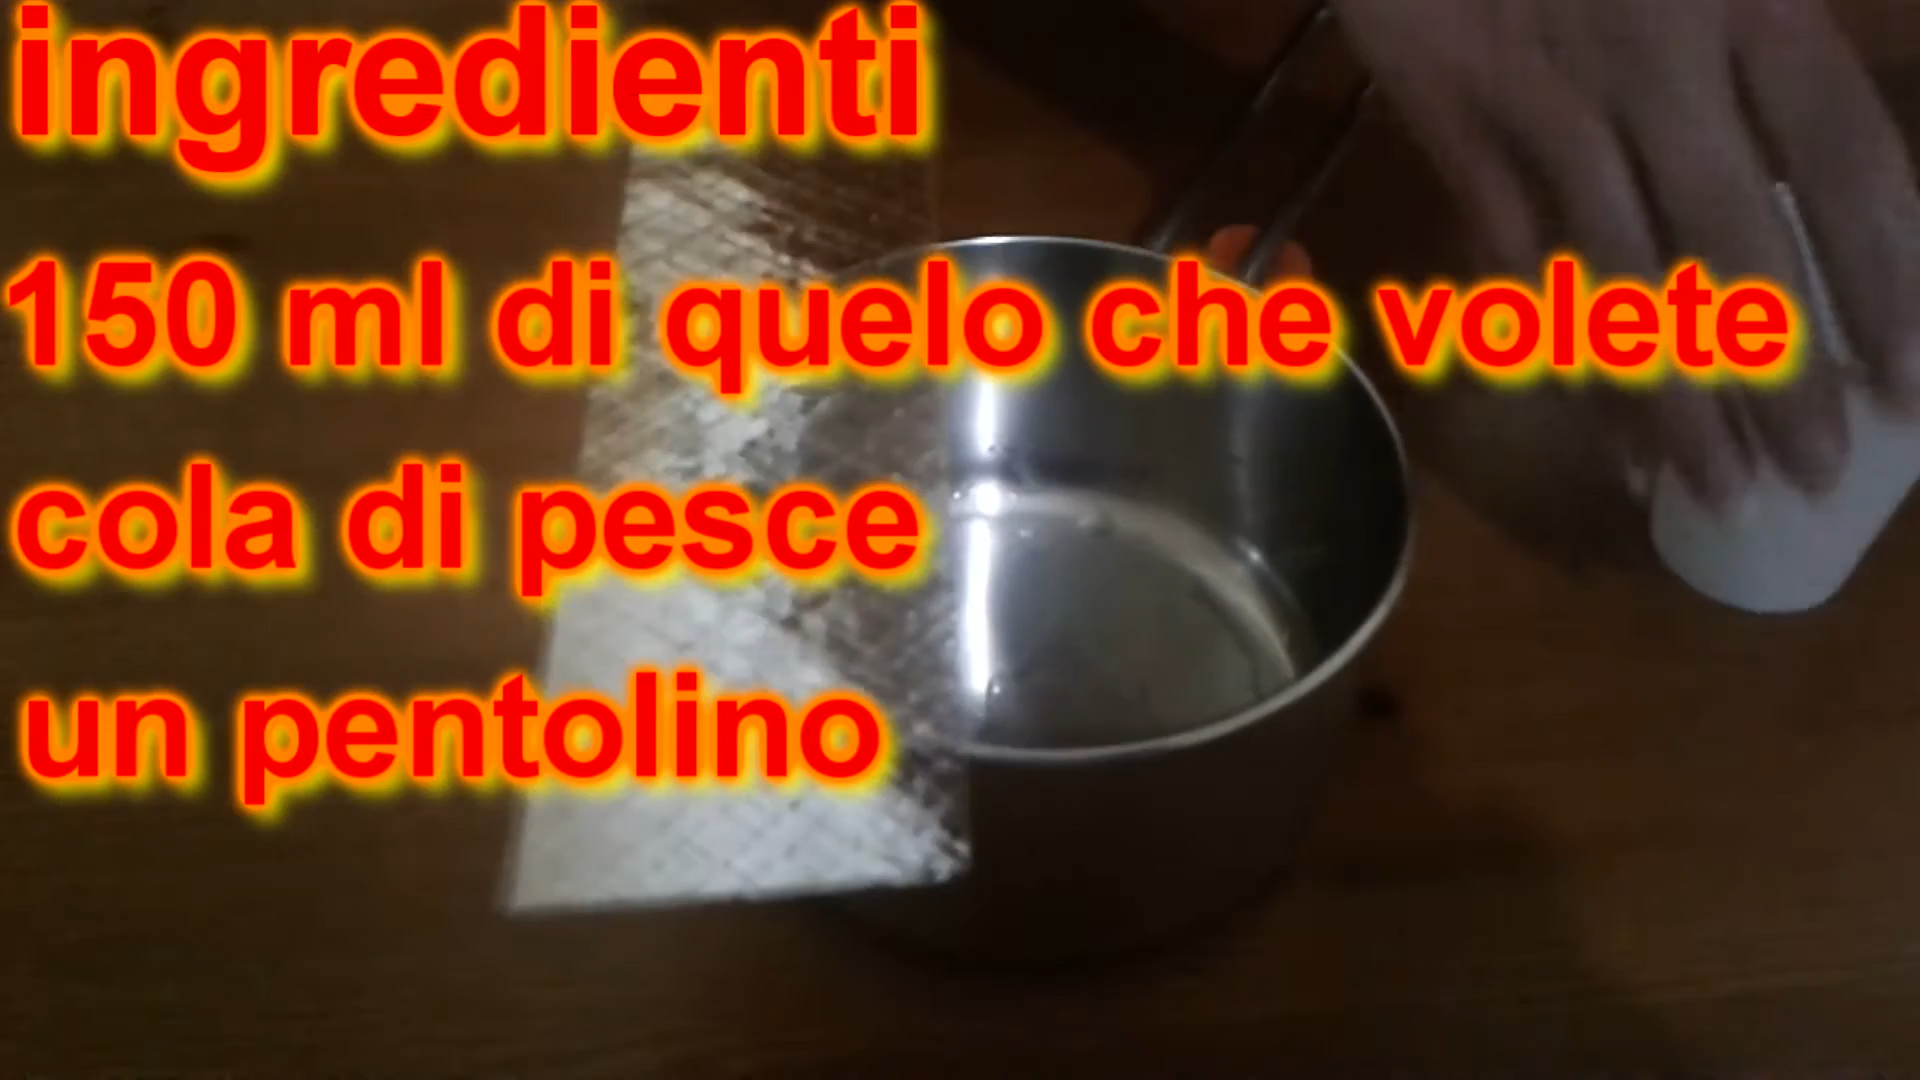 ingredienti
150 ml di quelo che volete
cola di pesce
un pentolino